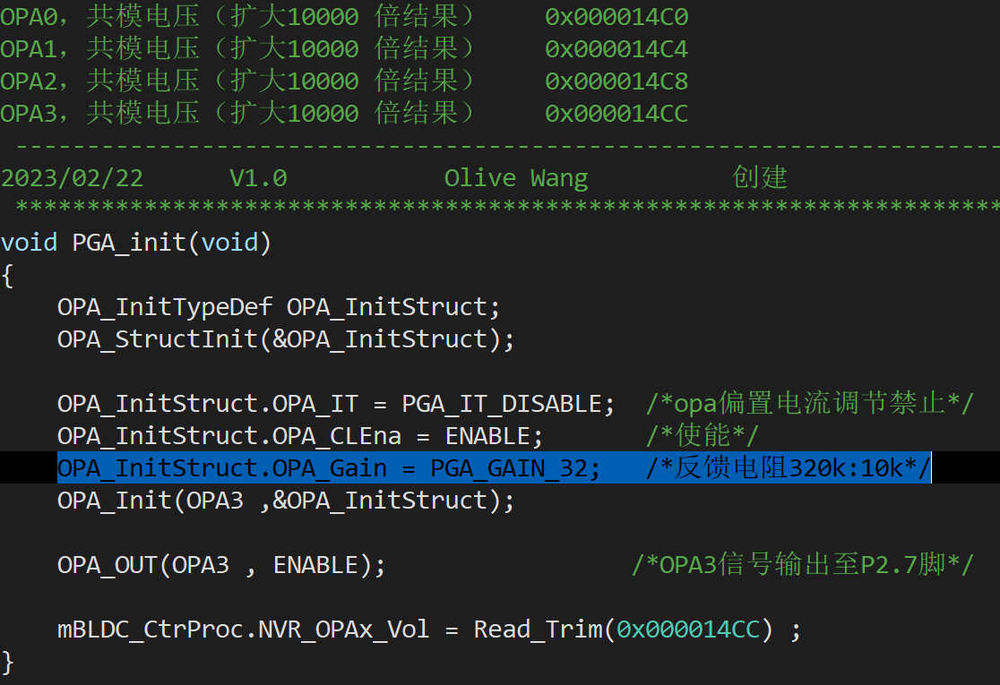 OPA0，共模电压（扩大10000 倍结果）     0x000014C0
OPA1，共模电压（扩大10000 倍结果）     0x000014C4
OPA2，共模电压（扩大10000 倍结果）     0x000014C8
OPA3，共模电压（扩大10000 倍结果）     0x000014CC
---------------------------------------------------------------------
2023/02/22      V1.0           Olive Wang          创建
*********************************************************************
void PGA_init(void)
{
    OPA_InitTypeDef OPA_InitStruct;
    OPA_StructInit(&OPA_InitStruct);
    OPA_InitStruct.OPA_IT = PGA_IT_DISABLE;  /*opa偏置电流调节禁止*/
    OPA_InitStruct.OPA_CLEna = ENABLE;       /*使能*/
    OPA_InitStruct.OPA_Gain = PGA_GAIN_32;   /*反馈电阻320k:10k*/
    OPA_Init(OPA3 ,&OPA_InitStruct);
    OPA_OUT(OPA3 , ENABLE);                 /*OPA3信号输出至P2.7脚*/
    mBLDC_CtrProc.NVR_OPAx_Vol = Read_Trim(0x000014CC) ;
}